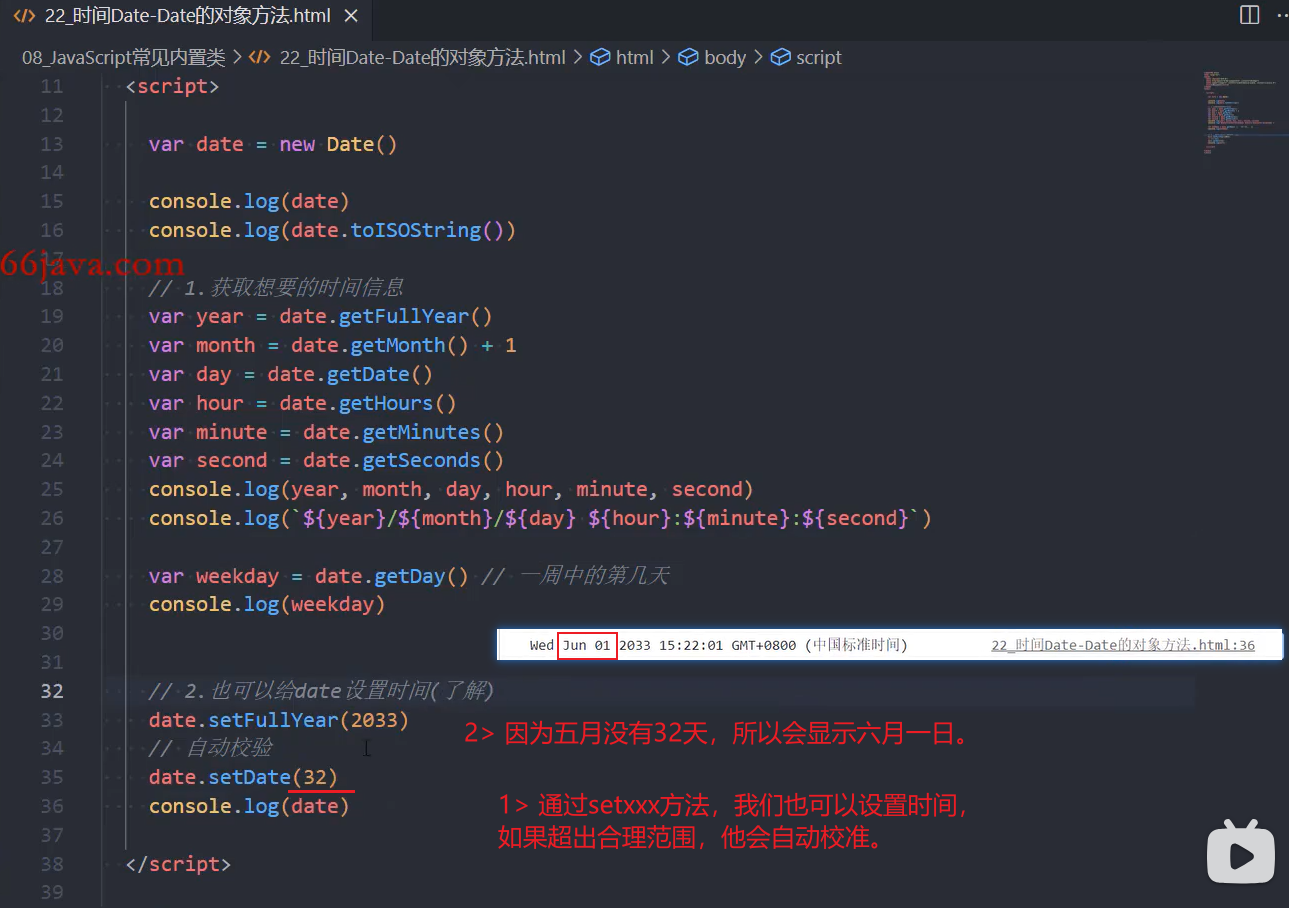 22_时间Date-Date的对象方法.html
08_JavaScript常见内置类 > 22_时间Date-Date的对象方法.html > html > body > script
11 <script>
12
13 var date = new Date()
14
15 console.log(date)
16 console.log(date.toISOString())
17
66java.com
18 // 1.获取想要的时间信息
19 var year = date.getFullYear()
20 var month = date.getMonth() + 1
21 var day = date.getDate()
22 var hour = date.getHours()
23 var minute = date.getMinutes()
24 var second = date.getSeconds()
25 console.log(year, month, day, hour, minute, second)
26 console.log(`${year}/${month}/${day} ${hour}:${minute}:${second}`)
27
28 var weekday = date.getDay() // 一周中的第几天
29 console.log(weekday)
30
Wed Jun 01 2033 15:22:01 GMT+0800 (中国标准时间) 22_时间Date-Date的对象方法.html:36
31
32 // 2.也可以给date设置时间(了解)
33 date.setFullYear(2033)
2> 因为五月没有32天，所以会显示六月一日。
34 // 自动校验
35 date.setDate(32)
36 console.log(date)
1> 通过setxxx方法，我们也可以设置时间，
如果超出合理范围，他会自动校准。
37
38 </script>
39